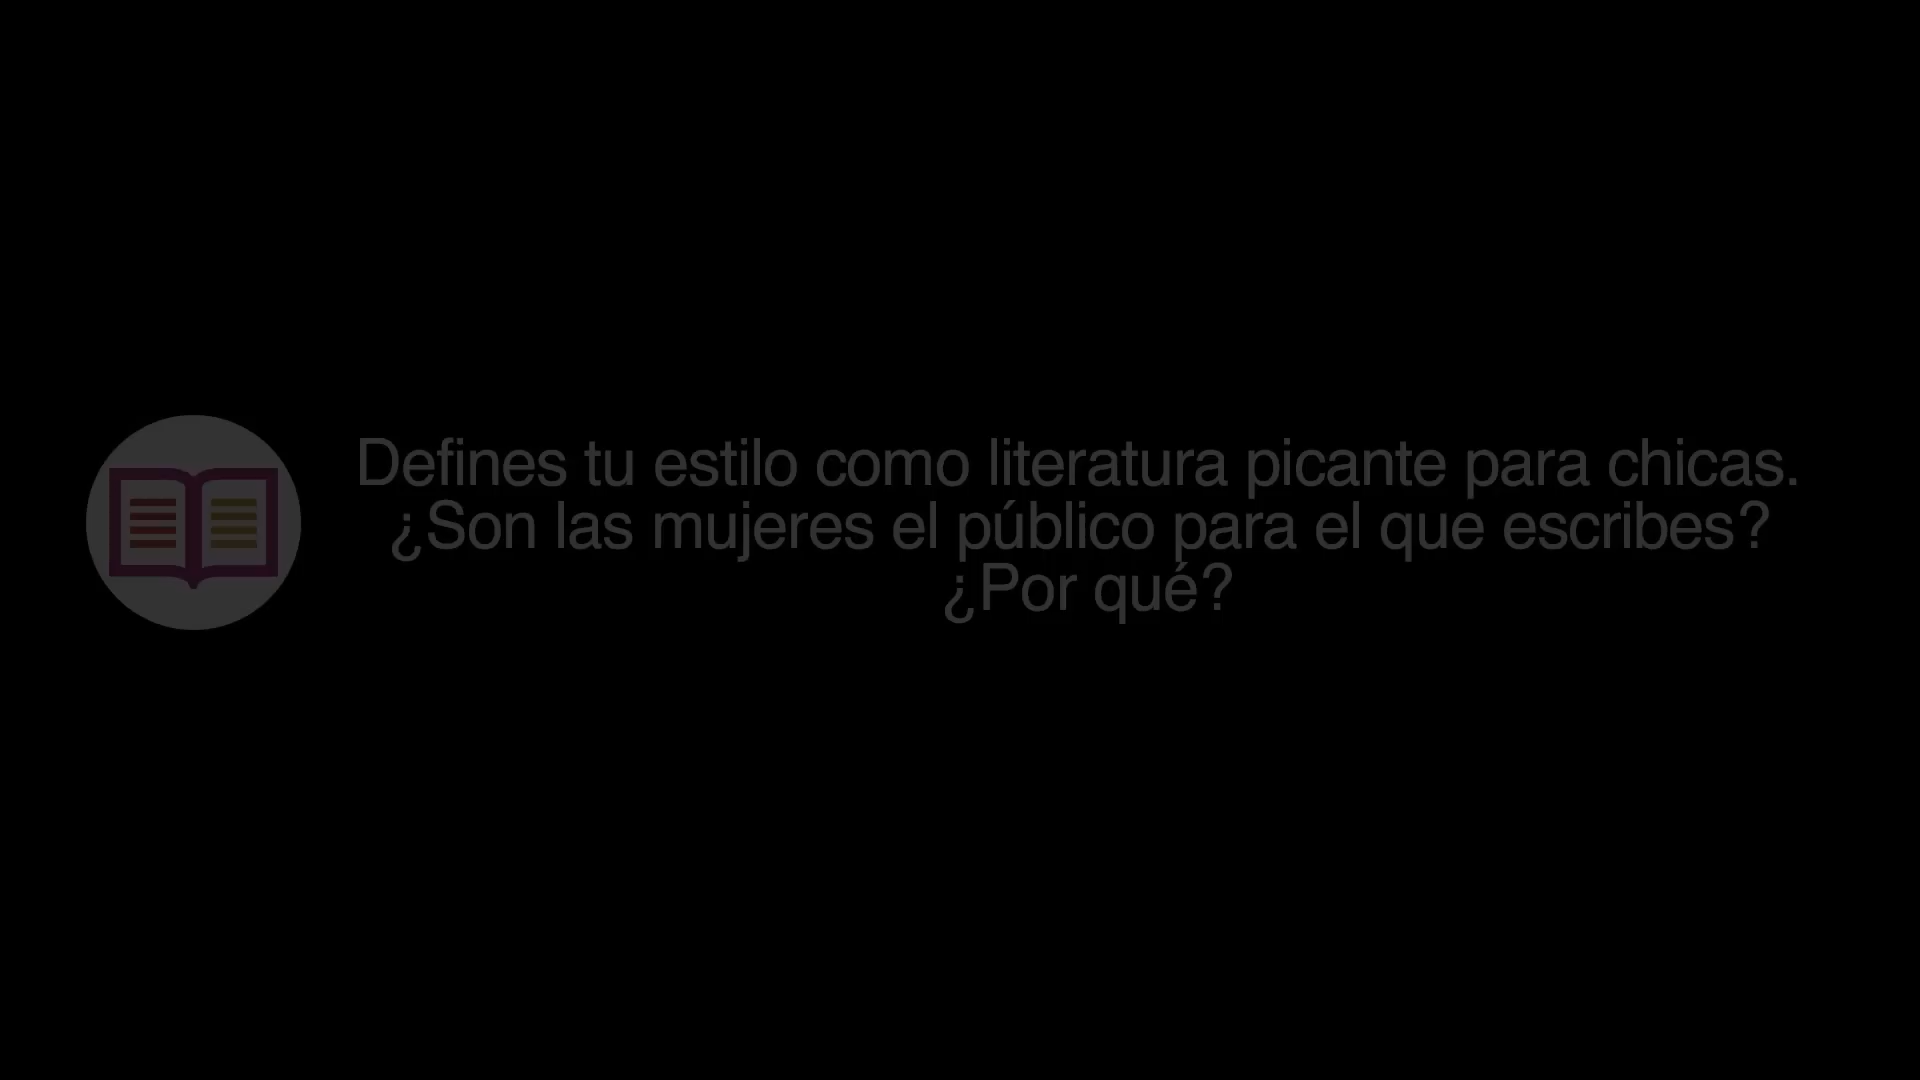 Defines tu estilo como literatura picante para chicas.
¿Son las mujeres el público para el que escribes?
¿Por qué?